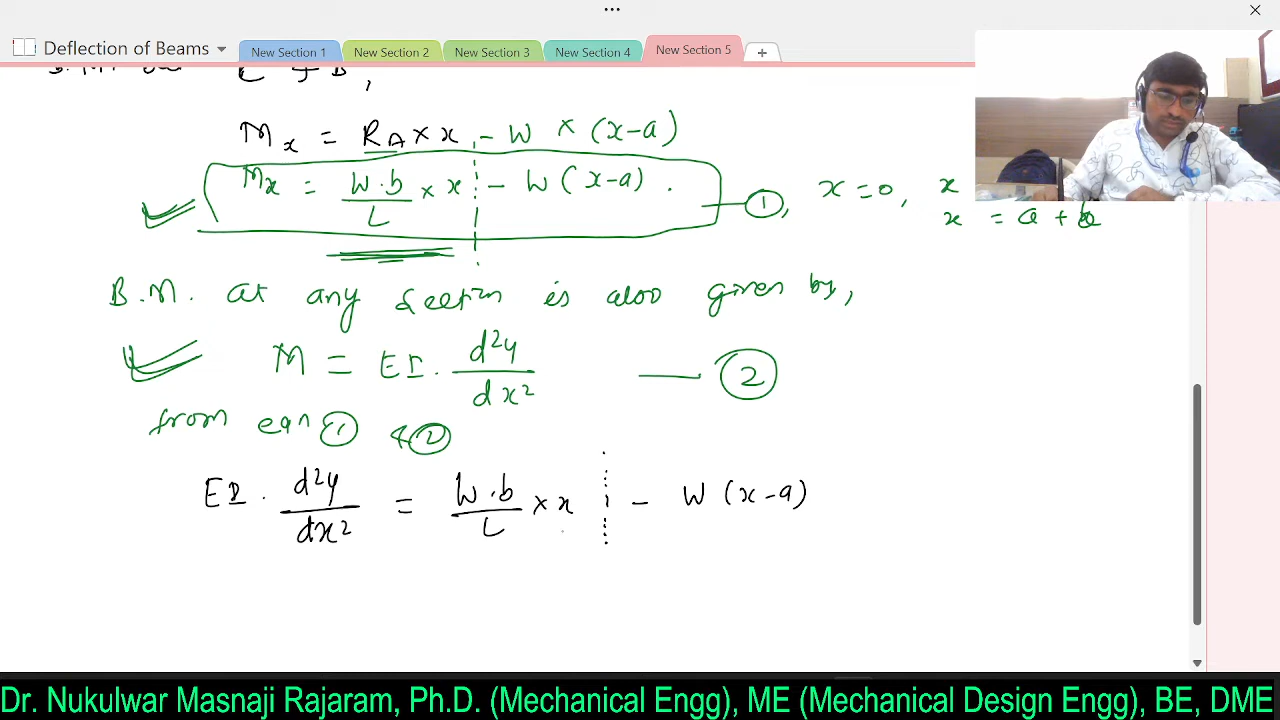 Deflection of Beams
New Section 1 New Section 2 New Section 3 New Section 4 New Section 5 +
Mx = RA × x - W × (x-a)
Mx = W.b/L × x - W(x-a). ①, x = 0, x
x = a + b
B.M. at any section is also given by,
M = EI. d²y/dx² — ②
from eqn ① & ②
EI. d²y/dx² = W.b/L × x - W(x-a)
Dr. Nukulwar Masnaji Rajaram, Ph.D. (Mechanical Engg), ME (Mechanical Design Engg), BE, DME